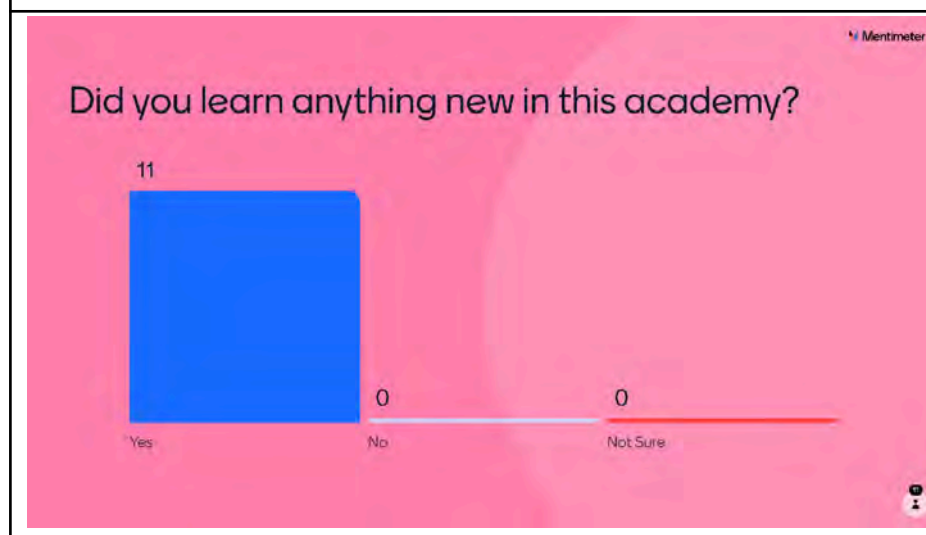 Mentimeter
Did you learn anything new in this academy?
11
0
0
Yes
No
Not Sure